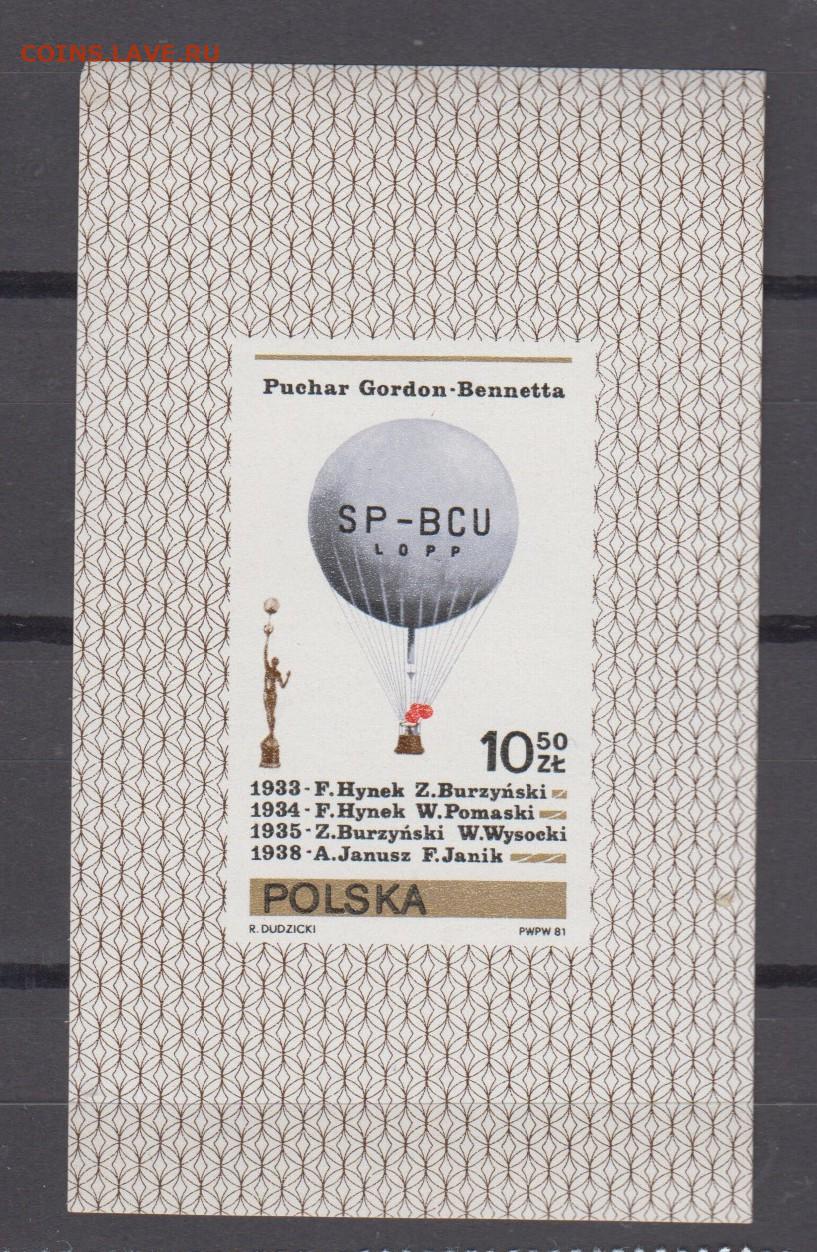 COINS.LAVE.RU
Puchar Gordon-Bennetta
SP-BCU
LOPP
10 50 ZŁ
1933-F.Hynek Z.Burzyński
1934-F.Hynek W.Pomaski
1935-Z.Burzyński W.Wysocki
1938-A.Janusz F.Janik
POLSKA
R. DUDZICKI PWPW 81